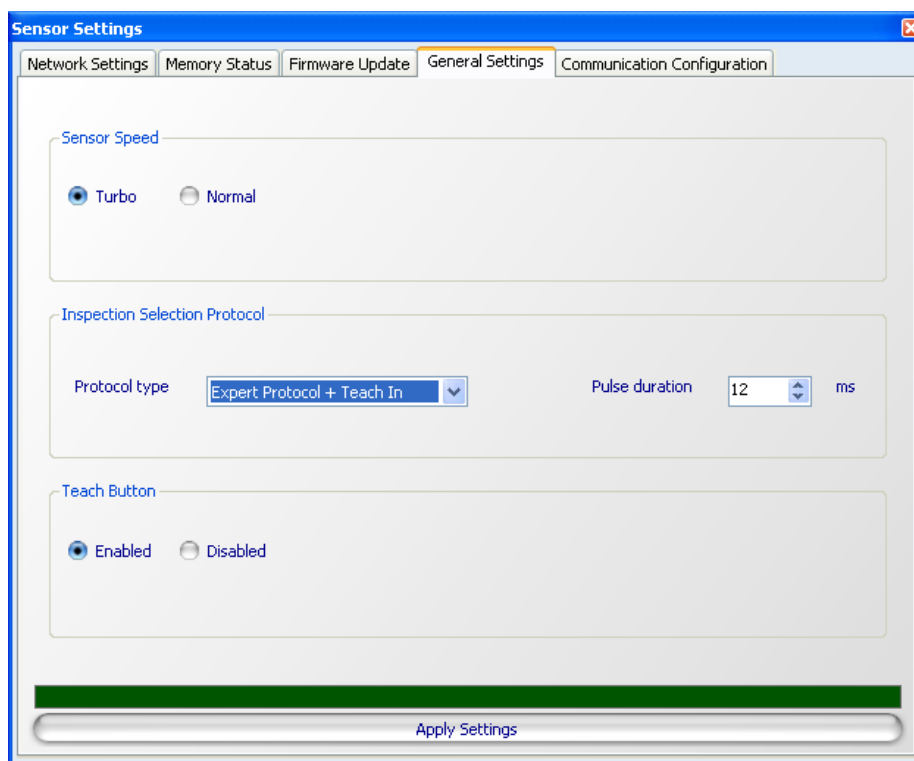 Sensor Settings
Network Settings Memory Status Firmware Update General Settings Communication Configuration
Sensor Speed
Turbo Normal
Inspection Selection Protocol
Protocol type Expert Protocol + Teach In Pulse duration 12 ms
Teach Button
Enabled Disabled
Apply Settings